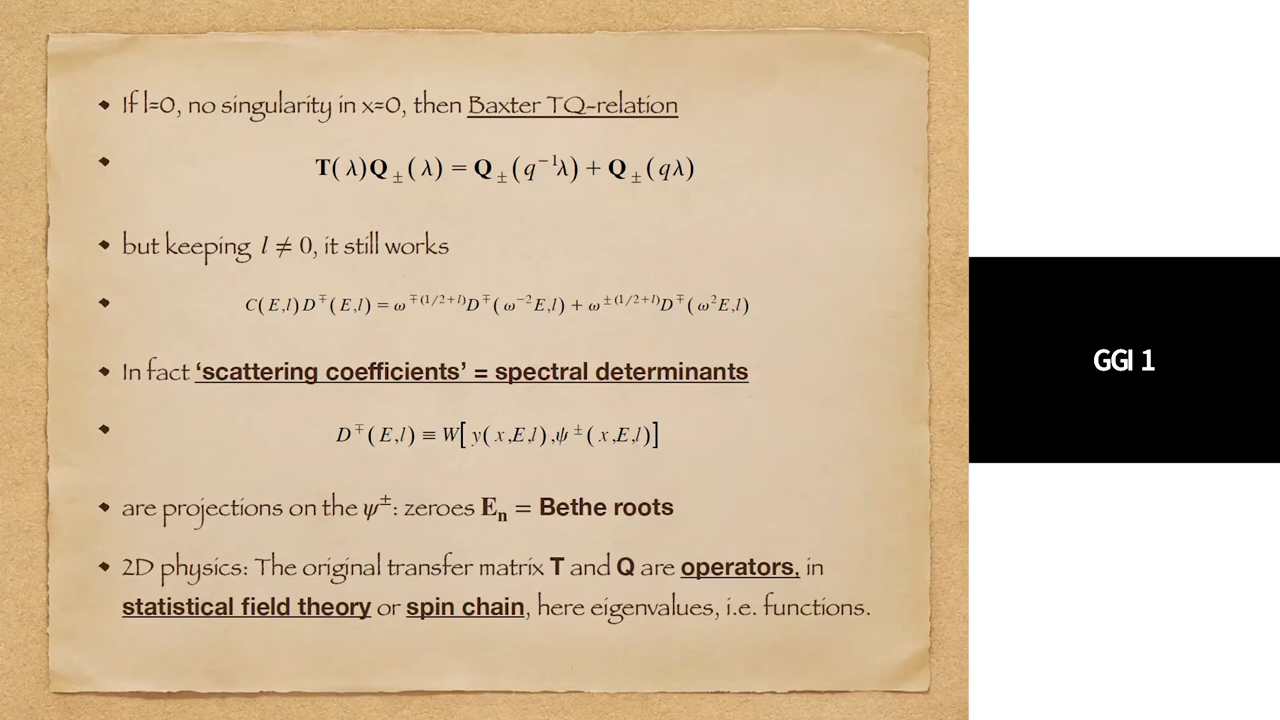 If l=0, no singularity in x=0, then Baxter TQ-relation
T(λ)Q±(λ) = Q±(q⁻¹λ) + Q±(qλ)
but keeping l ≠ 0, it still works
C(E,l)D∓(E,l) = ω∓(1/2+l)D∓(ω⁻²E,l) + ω±(1/2+l)D∓(ω²E,l)
In fact ‘scattering coefficients’ = spectral determinants
D∓(E,l) ≡ W[y(x,E,l),ψ±(x,E,l)]
are projections on the ψ±: zeroes Eₙ = Bethe roots
2D physics: The original transfer matrix T and Q are operators, in
statistical field theory or spin chain, here eigenvalues, i.e. functions.
GGI 1